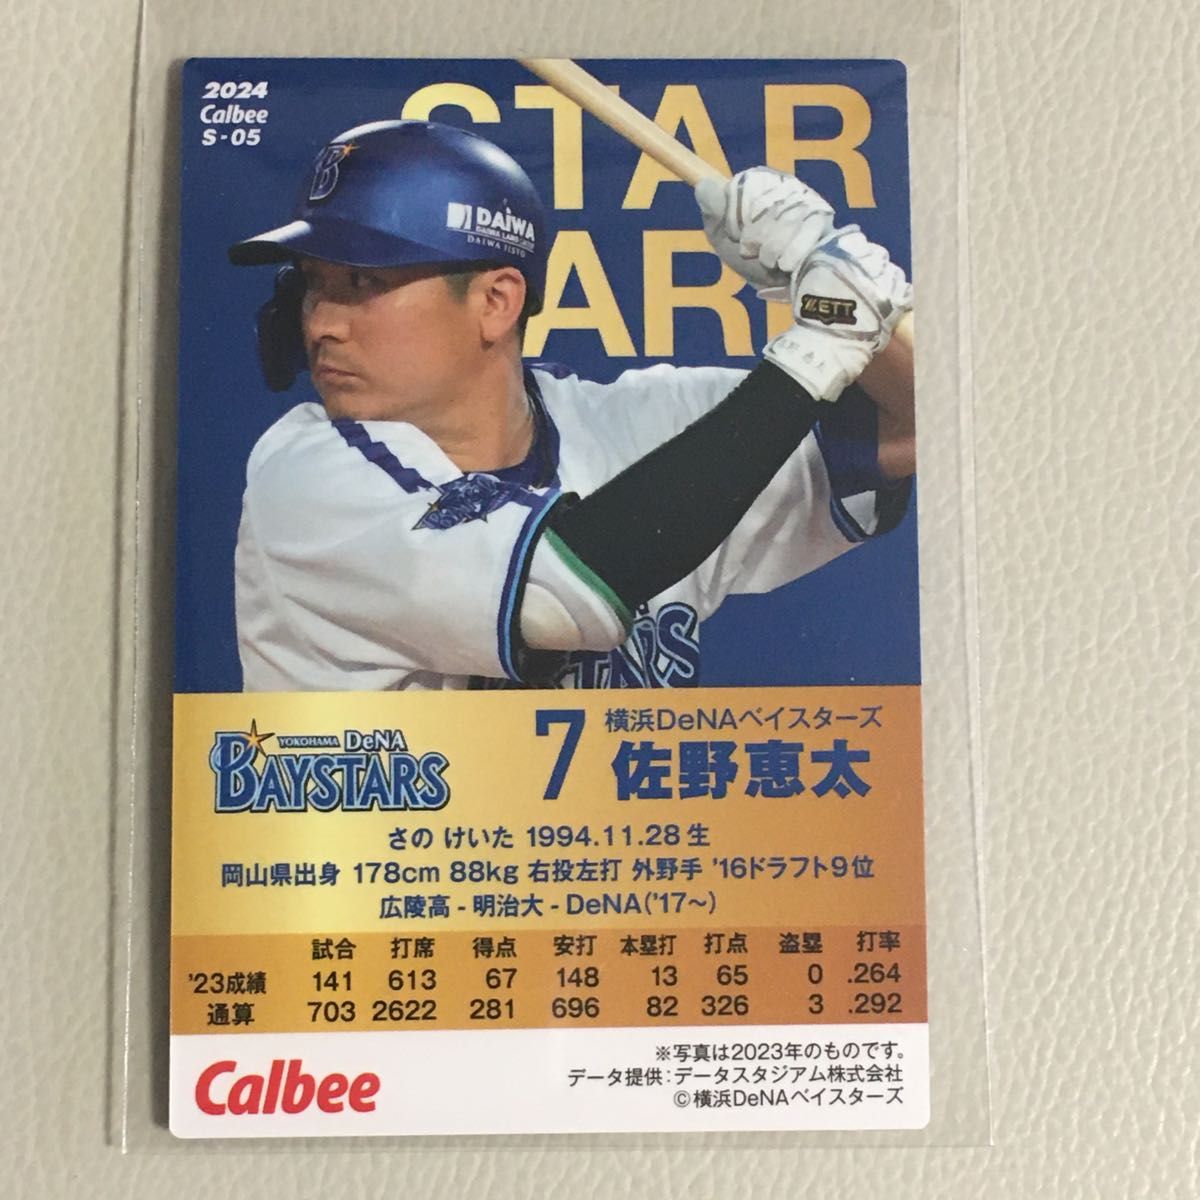 2024
Calbee
S-05
STAR
DAIWA
ZETT
YOKOHAMA DeNA
BAYSTARS
7 横浜DeNAベイスターズ
佐野恵太
さの けいた 1994.11.28生
岡山県出身 178cm 88kg 右投左打 外野手 '16ドラフト9位
広陵高-明治大-DeNA('17～)
試合 打席 得点 安打 本塁打 打点 盗塁 打率
'23成績 141 613 67 148 13 65 0 .264
通算 703 2622 281 696 82 326 3 .292
Calbee
※写真は2023年のものです。
データ提供:データスタジアム株式会社
©横浜DeNAベイスターズ